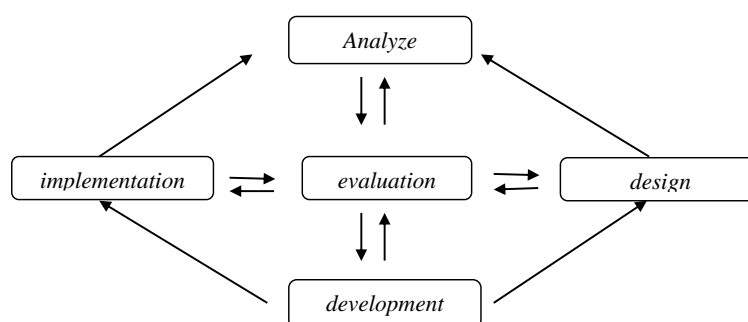 Analyze
implementation
evaluation
design
development